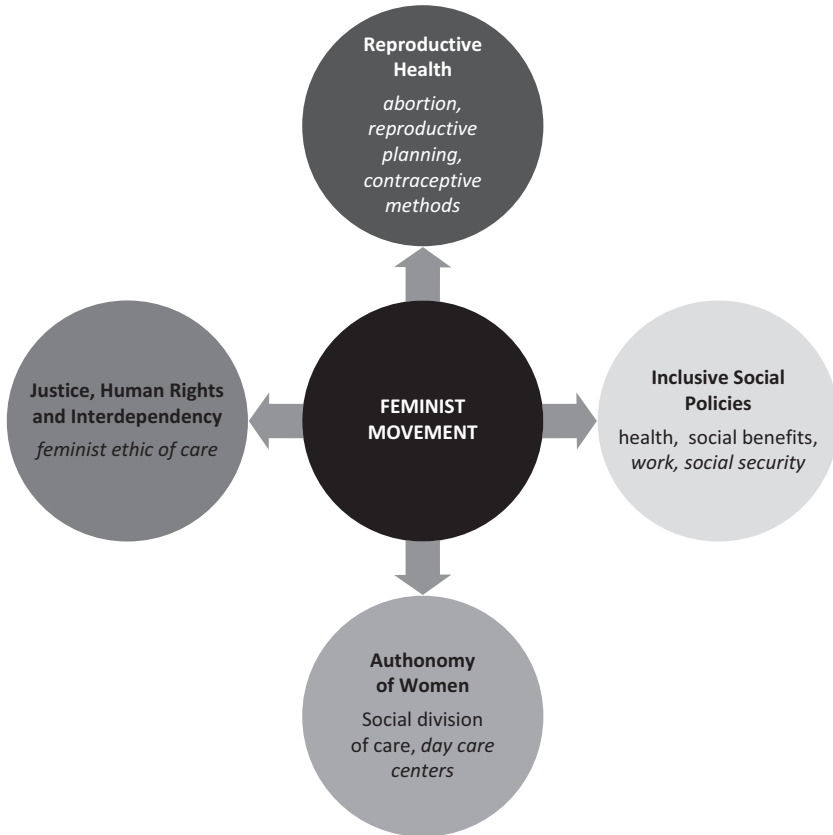 Reproductive
Health
abortion,
reproductive
planning,
contraceptive
methods
Justice, Human Rights
and Interdependency
feminist ethic of care
FEMINIST
MOVEMENT
Inclusive Social
Policies
health, social benefits,
work, social security
Authonomy
of Women
Social division
of care, day care
centers